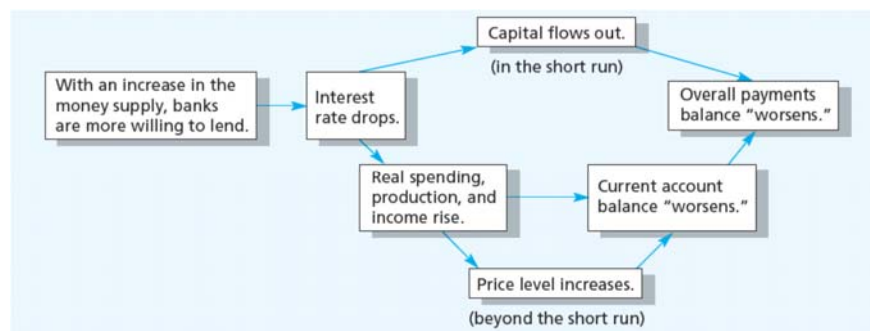 Capital flows out.
(in the short run)
With an increase in the
money supply, banks
are more willing to lend.
Interest
rate drops.
Overall payments
balance “worsens.”
Real spending,
production, and
income rise.
Current account
balance “worsens.”
Price level increases.
(beyond the short run)